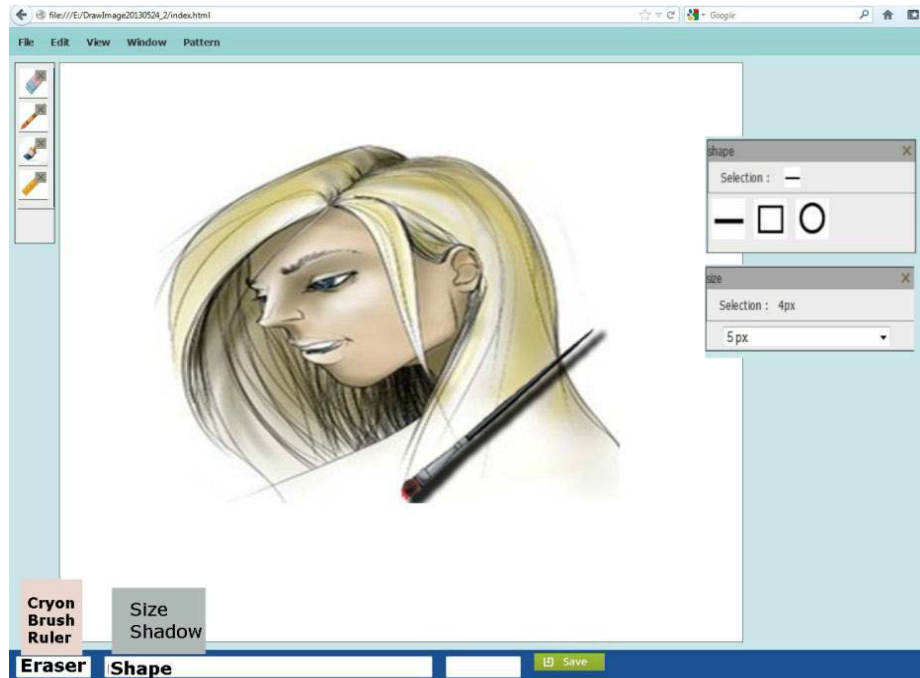 file:///E:/DrawImage20130524_2/index.html
Google
File Edit View Window Pattern
shape
Selection :
size
Selection : 4px
5 px
Cryon
Brush
Ruler
Size
Shadow
Eraser
Shape
Save